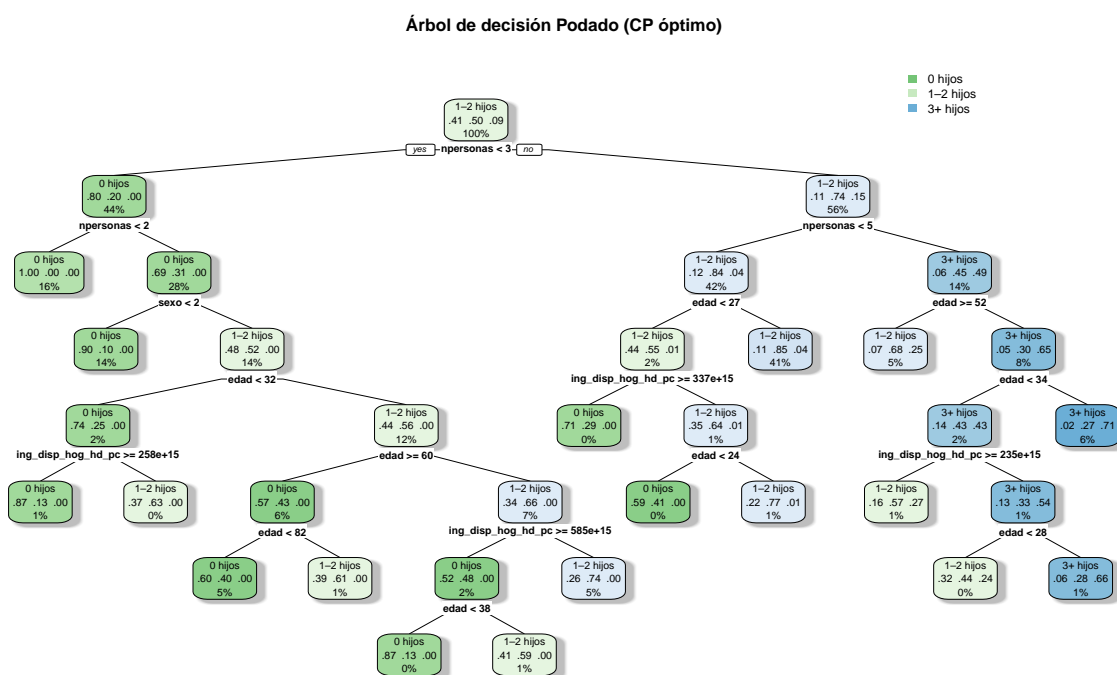 Árbol de decisión Podado (CP óptimo)
0 hijos
1–2 hijos
3+ hijos
1–2 hijos
.41 .50 .09
100%
yes npersonas < 3 no
0 hijos
.80 .20 .00
44%
npersonas < 2
1–2 hijos
.11 .74 .15
56%
npersonas < 5
0 hijos
1.00 .00 .00
16%
0 hijos
.69 .31 .00
28%
sexo < 2
1–2 hijos
.12 .84 .04
42%
edad < 27
3+ hijos
.06 .45 .49
14%
edad >= 52
0 hijos
.90 .10 .00
14%
1–2 hijos
.48 .52 .00
14%
edad < 32
1–2 hijos
.44 .55 .01
2%
ing_disp_hog_hd_pc >= 337e+15
1–2 hijos
.11 .85 .04
41%
1–2 hijos
.07 .68 .25
5%
3+ hijos
.05 .30 .65
8%
edad < 34
0 hijos
.74 .25 .00
2%
ing_disp_hog_hd_pc >= 258e+15
1–2 hijos
.44 .56 .00
12%
edad >= 60
0 hijos
.71 .29 .00
0%
1–2 hijos
.35 .64 .01
1%
edad < 24
3+ hijos
.14 .43 .43
2%
ing_disp_hog_hd_pc >= 235e+15
3+ hijos
.02 .27 .71
6%
0 hijos
.87 .13 .00
1%
1–2 hijos
.37 .63 .00
0%
0 hijos
.57 .43 .00
6%
edad < 82
1–2 hijos
.34 .66 .00
7%
ing_disp_hog_hd_pc >= 585e+15
0 hijos
.59 .41 .00
0%
1–2 hijos
.22 .77 .01
1%
1–2 hijos
.16 .57 .27
1%
3+ hijos
.13 .33 .54
1%
edad < 28
0 hijos
.60 .40 .00
5%
1–2 hijos
.39 .61 .00
1%
0 hijos
.52 .48 .00
2%
edad < 38
1–2 hijos
.26 .74 .00
5%
1–2 hijos
.32 .44 .24
0%
3+ hijos
.06 .28 .66
1%
0 hijos
.87 .13 .00
0%
1–2 hijos
.41 .59 .00
1%